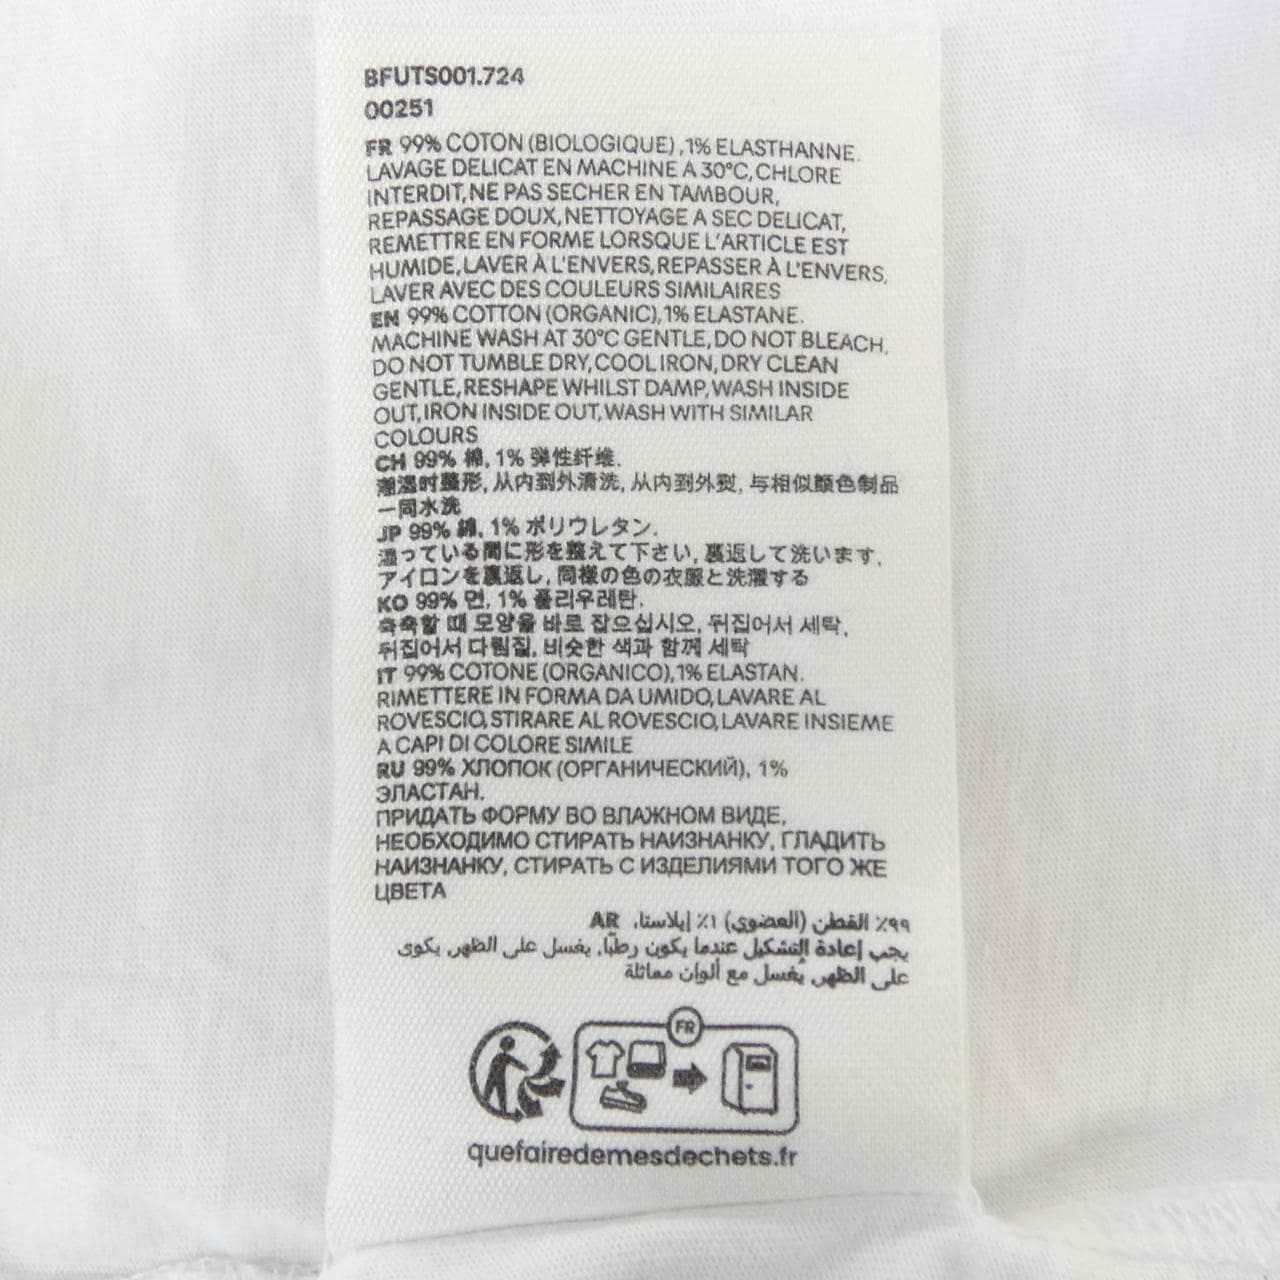 BFUTS001.724
00251
FR 99% COTON (BIOLOGIQUE),1% ELASTHANNE.
LAVAGE DELICAT EN MACHINE A 30°C,CHLORE
INTERDIT,NE PAS SECHER EN TAMBOUR,
REPASSAGE DOUX,NETTOYAGE A SEC DELICAT,
REMETTRE EN FORME LORSQUE L'ARTICLE EST
HUMIDE,LAVER À L'ENVERS,REPASSER À L'ENVERS,
LAVER AVEC DES COULEURS SIMILAIRES
EN 99% COTTON (ORGANIC),1% ELASTANE.
MACHINE WASH AT 30°C GENTLE,DO NOT BLEACH,
DO NOT TUMBLE DRY,COOL IRON,DRY CLEAN
GENTLE,RESHAPE WHILST DAMP,WASH INSIDE
OUT,IRON INSIDE OUT,WASH WITH SIMILAR
COLOURS
CH 99% 棉, 1% 弹性纤维.
潮湿时整形, 从内到外清洗, 从内到外熨, 与相似颜色制品
一同水洗
JP 99% 綿, 1% ポリウレタン.
湿っている間に形を整えて下さい, 裏返して洗います,
アイロンを裏返し, 同様の色の衣服と洗濯する
KO 99% 면, 1% 폴리우레탄.
축축할 때 모양을 바로 잡으십시오, 뒤집어서 세탁,
뒤집어서 다림질, 비슷한 색과 함께 세탁
IT 99% COTONE (ORGANICO),1% ELASTAN.
RIMETTERE IN FORMA DA UMIDO,LAVARE AL
ROVESCIO,STIRARE AL ROVESCIO,LAVARE INSIEME
A CAPI DI COLORE SIMILE
RU 99% ХЛОПОК (ОРГАНИЧЕСКИЙ), 1%
ЭЛАСТАН.
ПРИДАТЬ ФОРМУ ВО ВЛАЖНОМ ВИДЕ,
НЕОБХОДИМО СТИРАТЬ НАИЗНАНКУ, ГЛАДИТЬ
НАИЗНАНКУ, СТИРАТЬ С ИЗДЕЛИЯМИ ТОГО ЖЕ
ЦВЕТА
٩٩٪ القطن (العضوي) ١٪ إيلاستا. AR
يجب إعادة التشكيل عندما يكون رطبًا, يغسل على الظهر, يكوى
على الظهر, يُغسل مع ألوان مماثلة
FR
quefairedemesdechets.fr